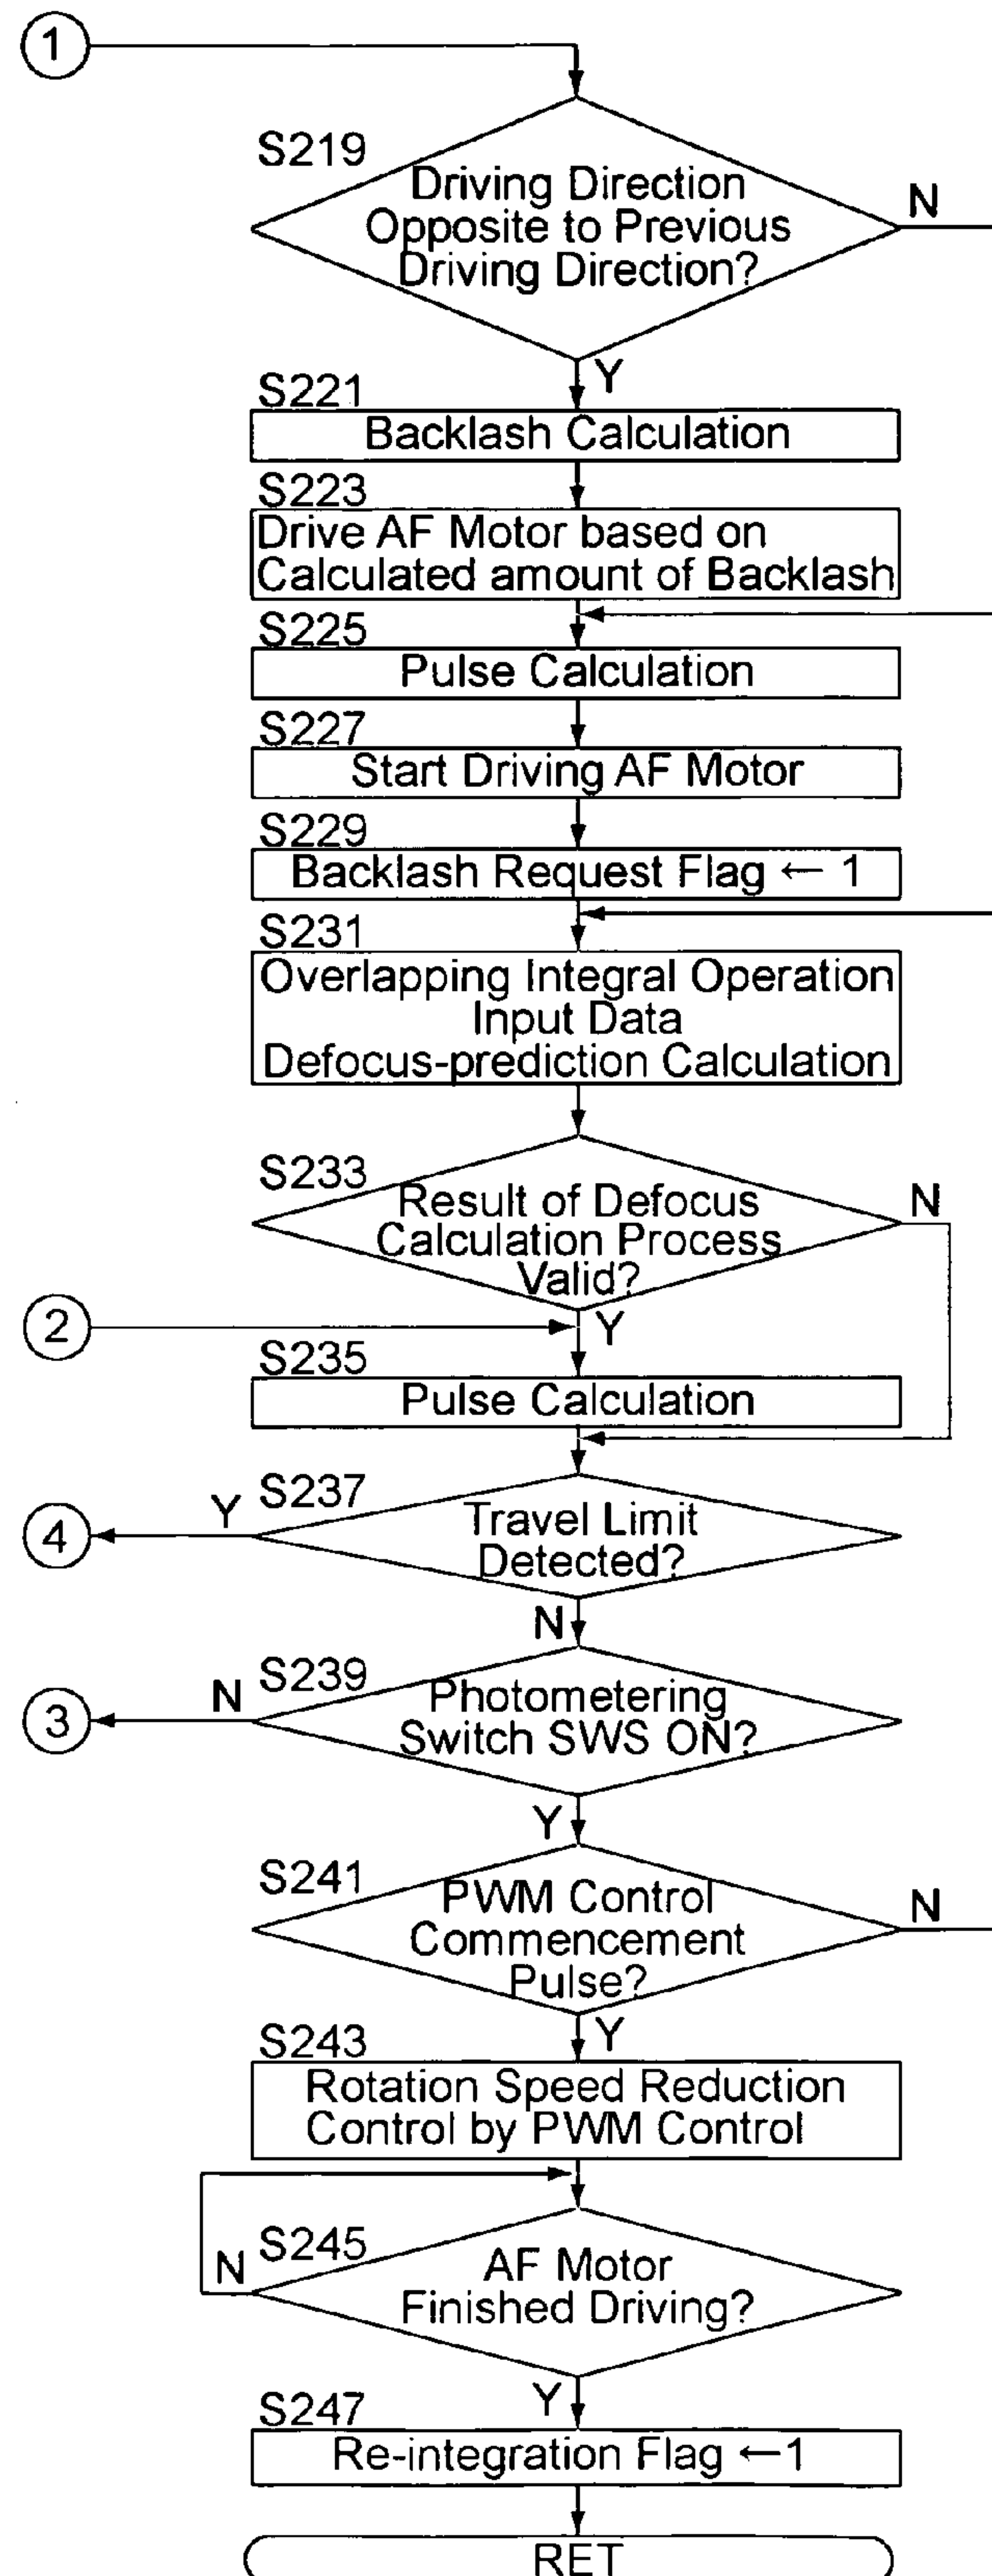 1
S219
Driving Direction
Opposite to Previous
Driving Direction?
N
Y
S221
Backlash Calculation
S223
Drive AF Motor based on
Calculated amount of Backlash
S225
Pulse Calculation
S227
Start Driving AF Motor
S229
Backlash Request Flag ← 1
S231
Overlapping Integral Operation
Input Data
Defocus-prediction Calculation
S233
Result of Defocus
Calculation Process
Valid?
N
2
Y
S235
Pulse Calculation
S237
Y
Travel Limit
Detected?
4
N
S239
N
Photometering
Switch SWS ON?
3
Y
S241
PWM Control
Commencement
Pulse?
N
Y
S243
Rotation Speed Reduction
Control by PWM Control
S245
N
AF Motor
Finished Driving?
Y
S247
Re-integration Flag ←1
RET